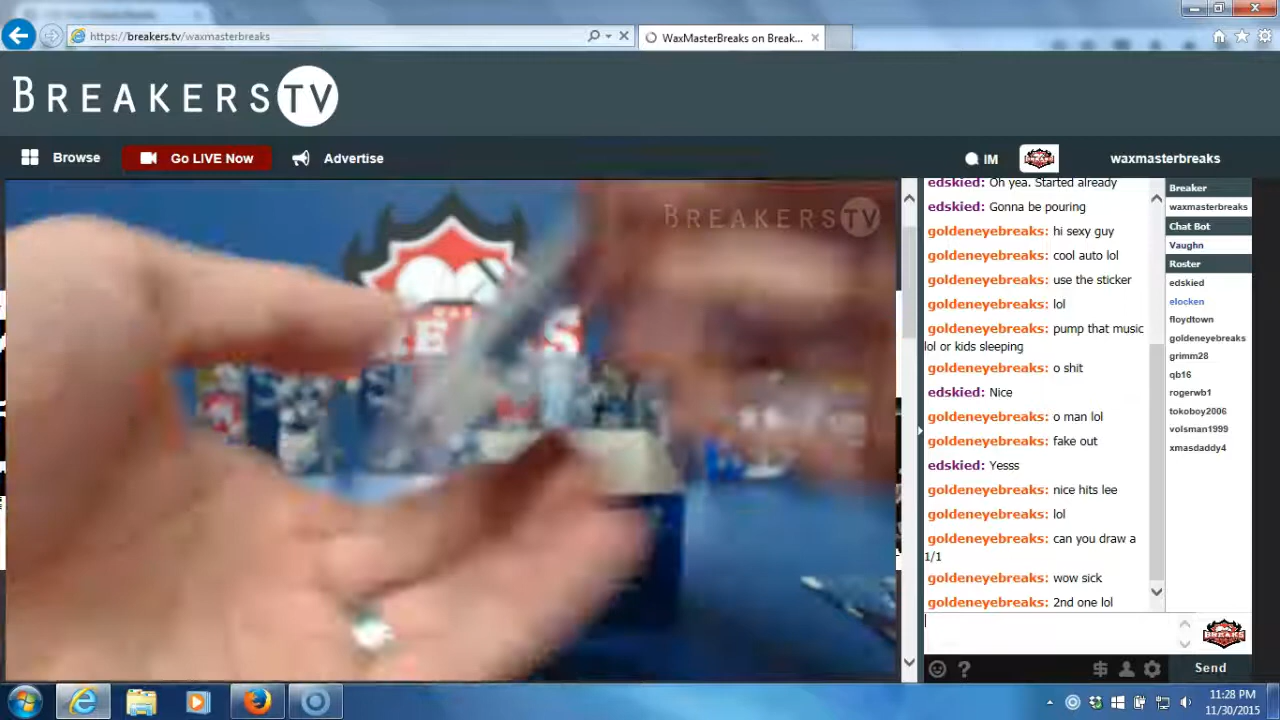 https://breakers.tv/waxmasterbreaks
WaxMasterBreaks on Break...
BREAKERSTV
Browse
Go LIVE Now
Advertise
IM
waxmasterbreaks
BREAKERSTV
edskied: Oh yea. Started already
edskied: Gonna be pouring
goldeneyebreaks: hi sexy guy
goldeneyebreaks: cool auto lol
goldeneyebreaks: use the sticker
goldeneyebreaks: lol
goldeneyebreaks: pump that music
lol or kids sleeping
goldeneyebreaks: o shit
edskied: Nice
goldeneyebreaks: o man lol
goldeneyebreaks: fake out
edskied: Yesss
goldeneyebreaks: nice hits lee
goldeneyebreaks: lol
goldeneyebreaks: can you draw a
1/1
goldeneyebreaks: wow sick
goldeneyebreaks: 2nd one lol
Breaker
waxmasterbreaks
Chat Bot
Vaughn
Roster
edskied
elocken
floydtown
goldeneyebreaks
grimm28
qb16
rogerwb1
tokoboy2006
volsman1999
xmasdaddy4
BREAKS
Send
11:28 PM
11/30/2015